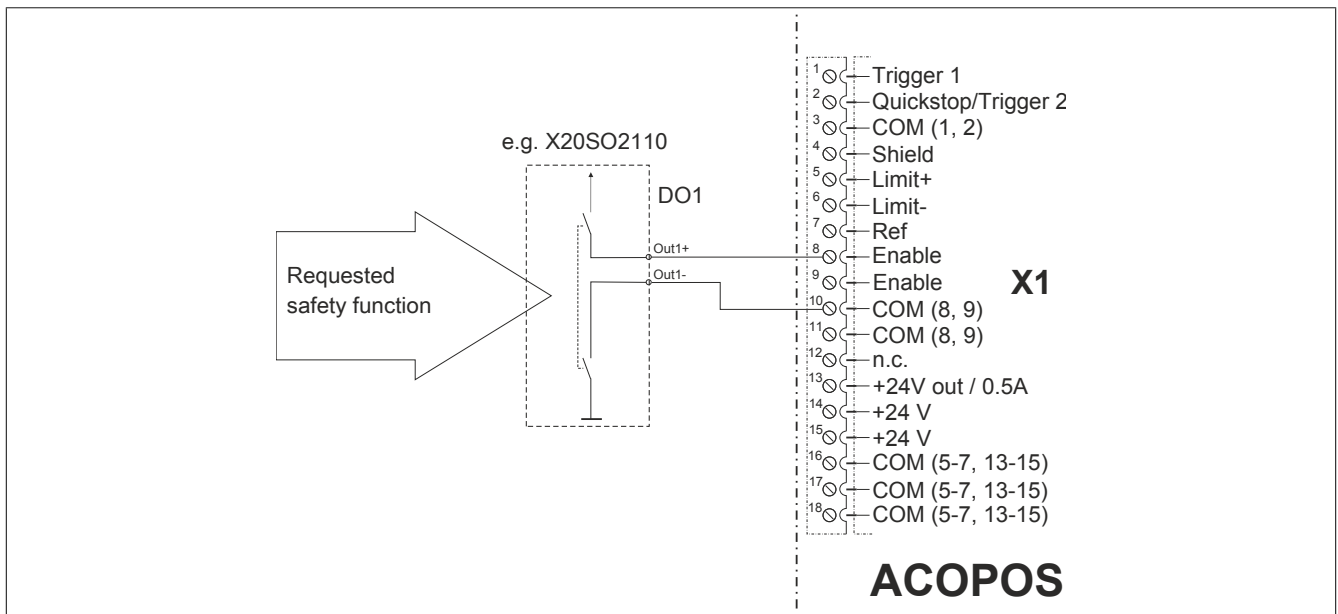 e.g. X20SO2110
DO1
Out1+
Out1-
Requested
safety function
1 Trigger 1
2 Quickstop/Trigger 2
3 COM (1, 2)
4 Shield
5 Limit+
6 Limit-
7 Ref
8 Enable
9 Enable
10 COM (8, 9)
11 COM (8, 9)
12 n.c.
13 +24V out / 0.5A
14 +24 V
15 +24 V
16 COM (5-7, 13-15)
17 COM (5-7, 13-15)
18 COM (5-7, 13-15)
X1
ACOPOS